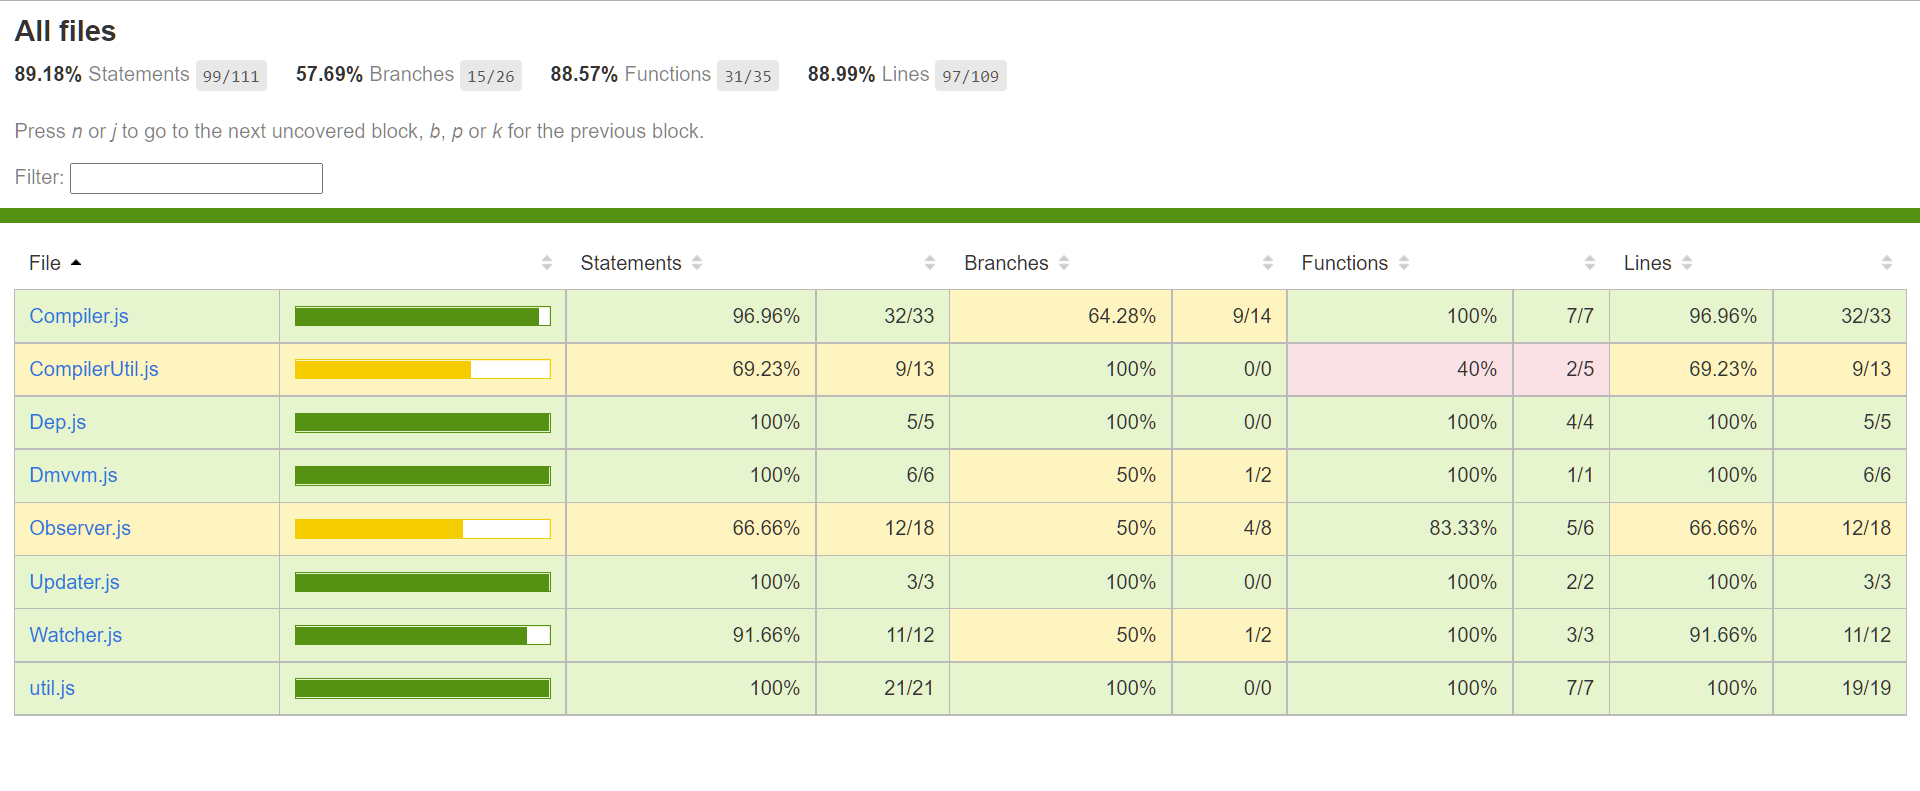 All files
89.18% Statements 99/111 57.69% Branches 15/26 88.57% Functions 31/35 88.99% Lines 97/109
Press n or j to go to the next uncovered block, b, p or k for the previous block.
Filter:
File Statements Branches Functions Lines
Compiler.js 96.96% 32/33 64.28% 9/14 100% 7/7 96.96% 32/33
CompilerUtil.js 69.23% 9/13 100% 0/0 40% 2/5 69.23% 9/13
Dep.js 100% 5/5 100% 0/0 100% 4/4 100% 5/5
Dmvvm.js 100% 6/6 50% 1/2 100% 1/1 100% 6/6
Observer.js 66.66% 12/18 50% 4/8 83.33% 5/6 66.66% 12/18
Updater.js 100% 3/3 100% 0/0 100% 2/2 100% 3/3
Watcher.js 91.66% 11/12 50% 1/2 100% 3/3 91.66% 11/12
util.js 100% 21/21 100% 0/0 100% 7/7 100% 19/19